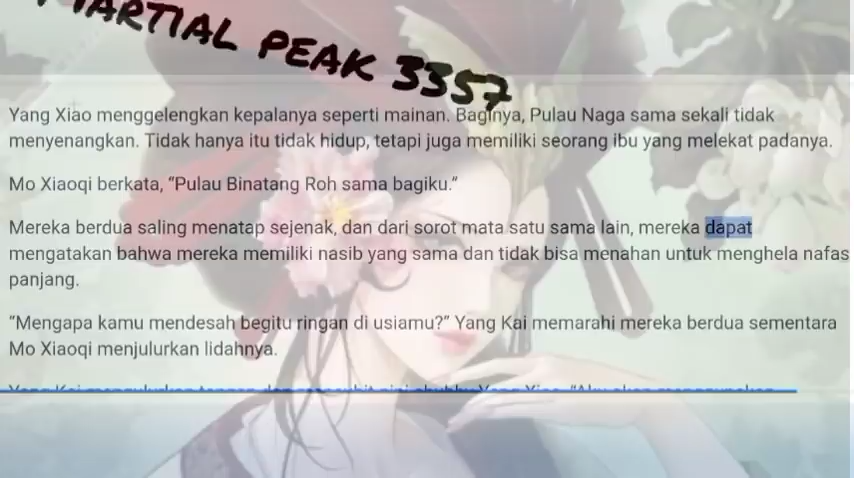 MARTIAL PEAK 3357
Yang Xiao menggelengkan kepalanya seperti mainan. Baginya, Pulau Naga sama sekali tidak
menyenangkan. Tidak hanya itu tidak hidup, tetapi juga memiliki seorang ibu yang melekat padanya.
Mo Xiaoqi berkata, “Pulau Binatang Roh sama bagiku.”
Mereka berdua saling menatap sejenak, dan dari sorot mata satu sama lain, mereka dapat
mengatakan bahwa mereka memiliki nasib yang sama dan tidak bisa menahan untuk menghela nafas
panjang.
“Mengapa kamu mendesah begitu ringan di usiamu?” Yang Kai memarahi mereka berdua sementara
Mo Xiaoqi menjulurkan lidahnya.